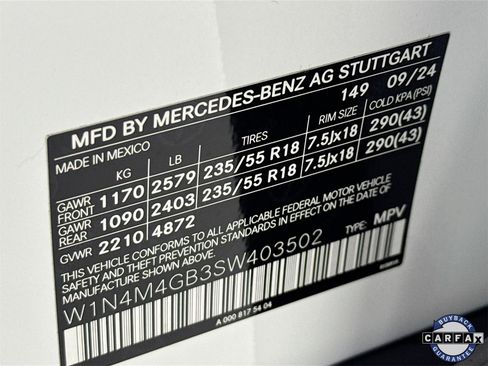 MFD BY MERCEDES-BENZ AG STUTTGART
MADE IN MEXICO 149 09/24
KG LB TIRES RIM SIZE COLD KPA (PSI)
GAWR FRONT 1170 2579 235/55 R18 7.5Jx18 290(43)
GAWR REAR 1090 2403 235/55 R18 7.5Jx18 290(43)
GVWR 2210 4872
THIS VEHICLE CONFORMS TO ALL APPLICABLE FEDERAL MOTOR VEHICLE
SAFETY AND THEFT PREVENTION STANDARDS IN EFFECT ON THE DATE
OF MANUFACTURE SHOWN ABOVE.
W1N4M4GB3SW403502 TYPE: MPV
A 000 817 54 04
BUYBACK
CARFAX
GUARANTEE